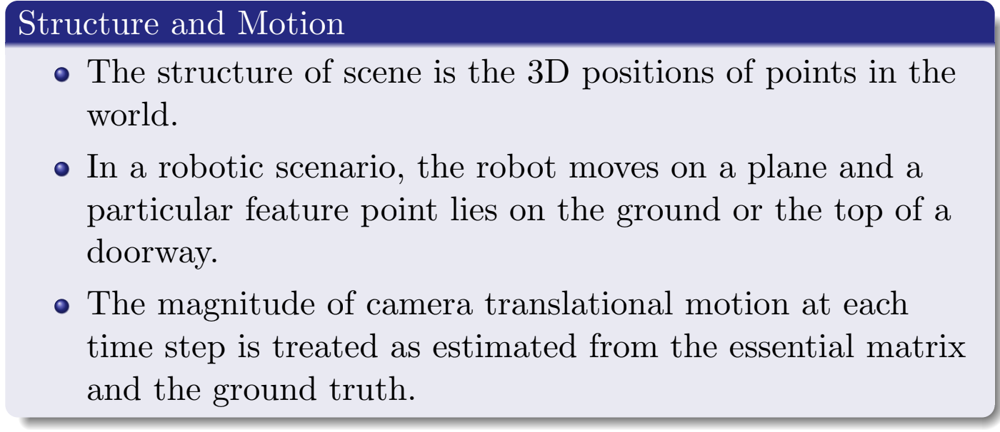 Structure and Motion
The structure of scene is the 3D positions of points in the
world.
In a robotic scenario, the robot moves on a plane and a
particular feature point lies on the ground or the top of a
doorway.
The magnitude of camera translational motion at each
time step is treated as estimated from the essential matrix
and the ground truth.